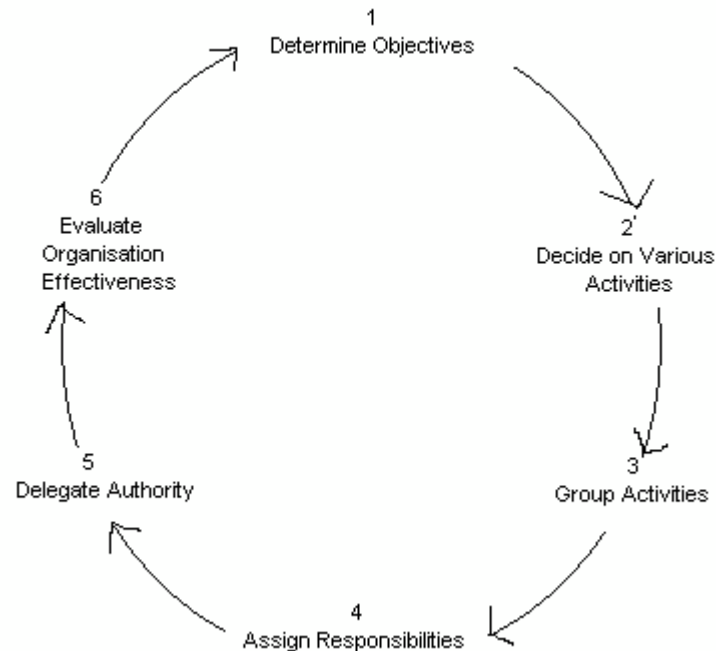 1
Determine Objectives
2
Decide on Various
Activities
3
Group Activities
4
Assign Responsibilities
5
Delegate Authority
6
Evaluate
Organisation
Effectiveness